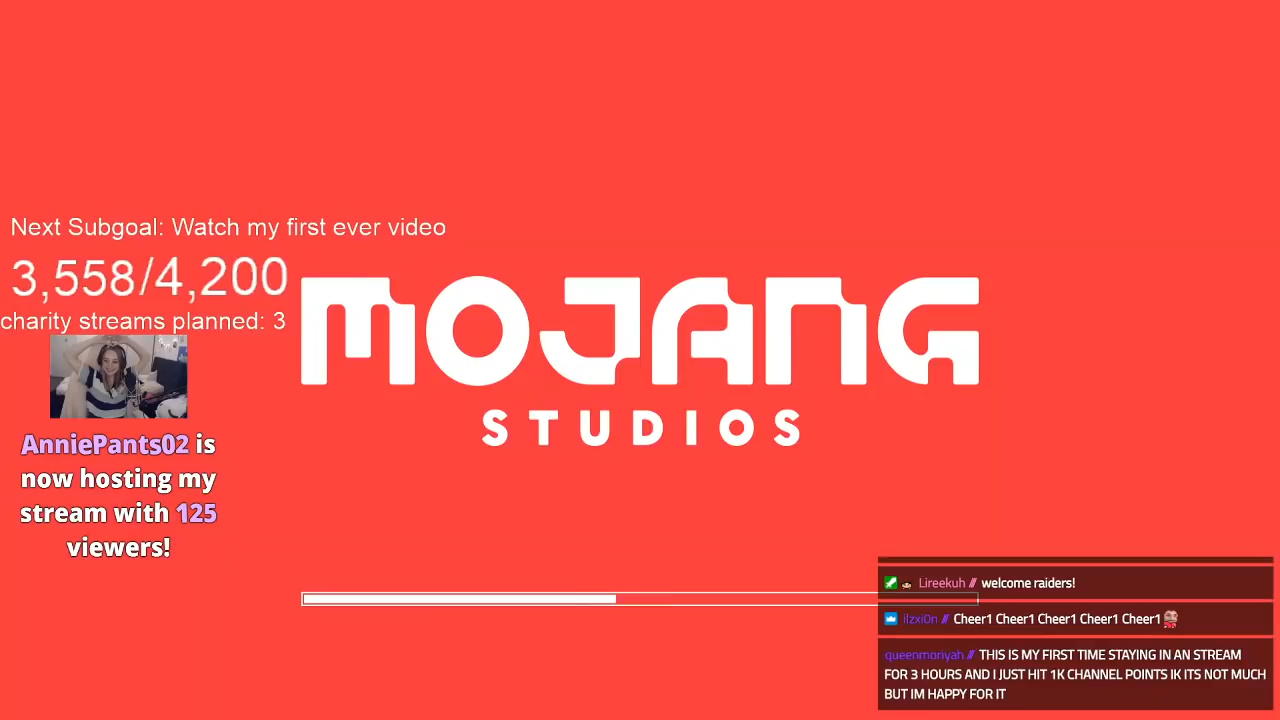 Next Subgoal: Watch my first ever video
3,558/4,200
charity streams planned: 3
MOJANG
STUDIOS
AnniePants02 is
now hosting my
stream with 125
viewers!
Lireekuh // welcome raiders!
ilzxi0n // Cheer1 Cheer1 Cheer1 Cheer1 Cheer1
queenmoriyah // THIS IS MY FIRST TIME STAYING IN AN STREAM
FOR 3 HOURS AND I JUST HIT 1K CHANNEL POINTS IK ITS NOT MUCH
BUT IM HAPPY FOR IT